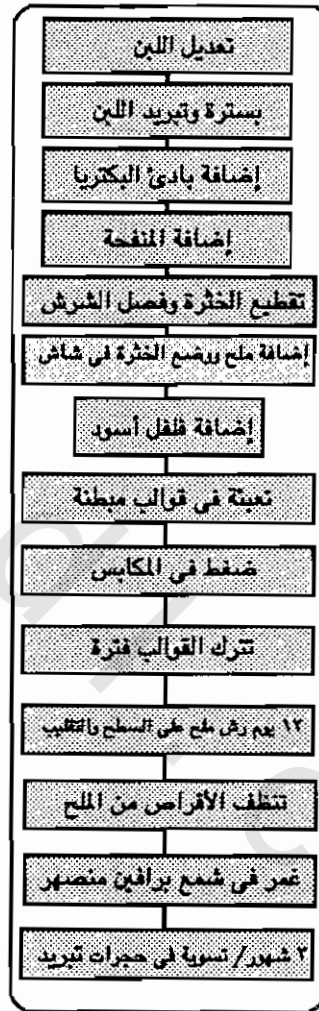 تعديل اللبن
بسترة وتبريد اللبن
إضافة بادئ البكتريا
إضافة المنفحة
تقطيع الخثرة وفصل الشرش
إضافة ملح ووضع الخثرة فى شاش
إضافة فلفل أسود
تعبئة فى قوالب مبطنة
ضغط فى المكابس
تترك القوالب فترة
١٢ يوم رش ملح على السطح والتقليب
تنظف الأقراص من الملح
غمر فى شمع برافين منصهر
٢ شهور/ تسوية فى حجرات تبريد